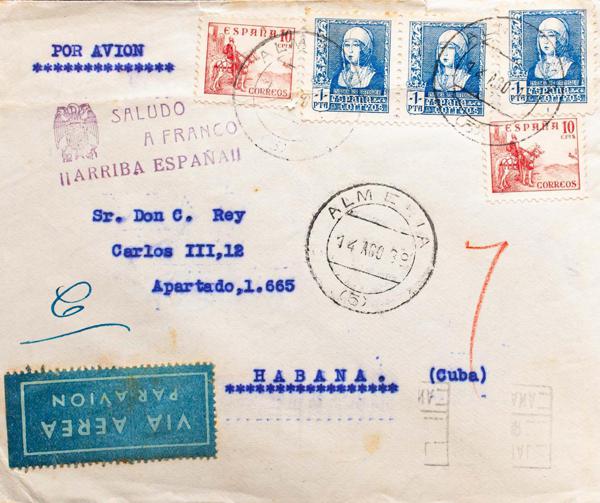 POR AVION
ESPAÑA
10
CTS
CORREOS
1 PTA
ESPAÑA
CORREOS
1 PTA
ESPAÑA
CORREOS
1 PTA
ESPAÑA
CORREOS
ESPAÑA
10
CTS
CORREOS
SALUDO
A FRANCO
¡¡ARRIBA ESPAÑA!!
ALMERIA
14 AGO 39
(5)
Sr. Don C. Rey
Carlos III,12
Apartado,1.665
HABANA. (Cuba)
7
VIA AEREA
PAR AVION